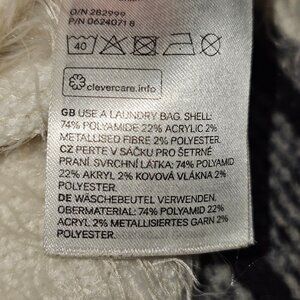 O/N 282999
P/N 0624071 8
40
clevercare.info
GB USE A LAUNDRY BAG. SHELL:
74% POLYAMIDE 22% ACRYLIC 2%
METALLISED FIBRE 2% POLYESTER.
CZ PERTE V SÁČKU PRO ŠETRNÉ
PRANÍ. SVRCHNÍ LÁTKA: 74% POLYAMID
22% AKRYL 2% KOVOVÁ VLÁKNA 2%
POLYESTER.
DE WÄSCHEBEUTEL VERWENDEN.
OBERMATERIAL: 74% POLYAMID 22%
ACRYL 2% METALLISIERTES GARN 2%
POLYESTER.